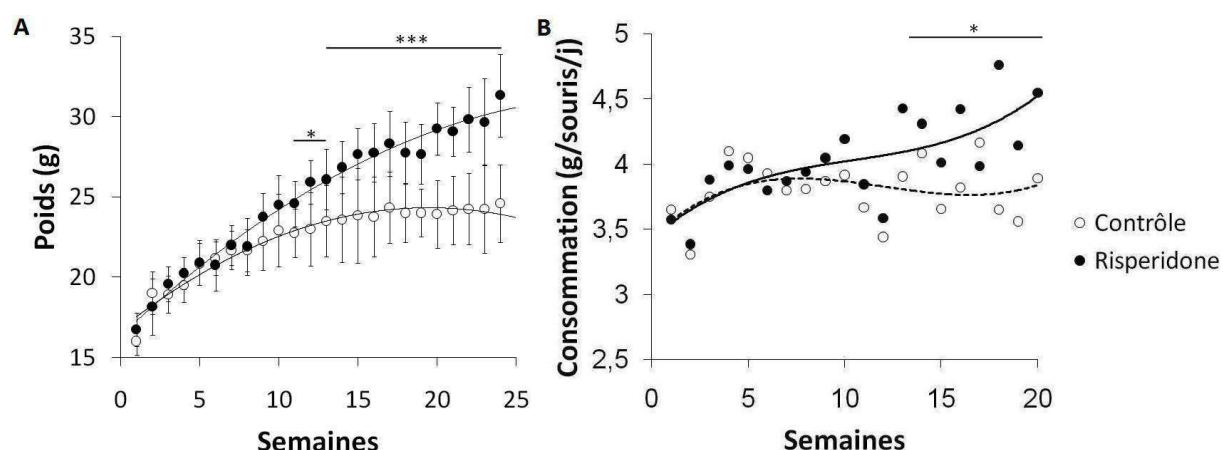 A
Poids (g)
35
30
25
20
15
***
*
0 5 10 15 20 25
Semaines
B
Consommation (g/souris/j)
5
4,5
4
3,5
3
2,5
*
0 5 10 15 20
Semaines
Contrôle
Risperidone